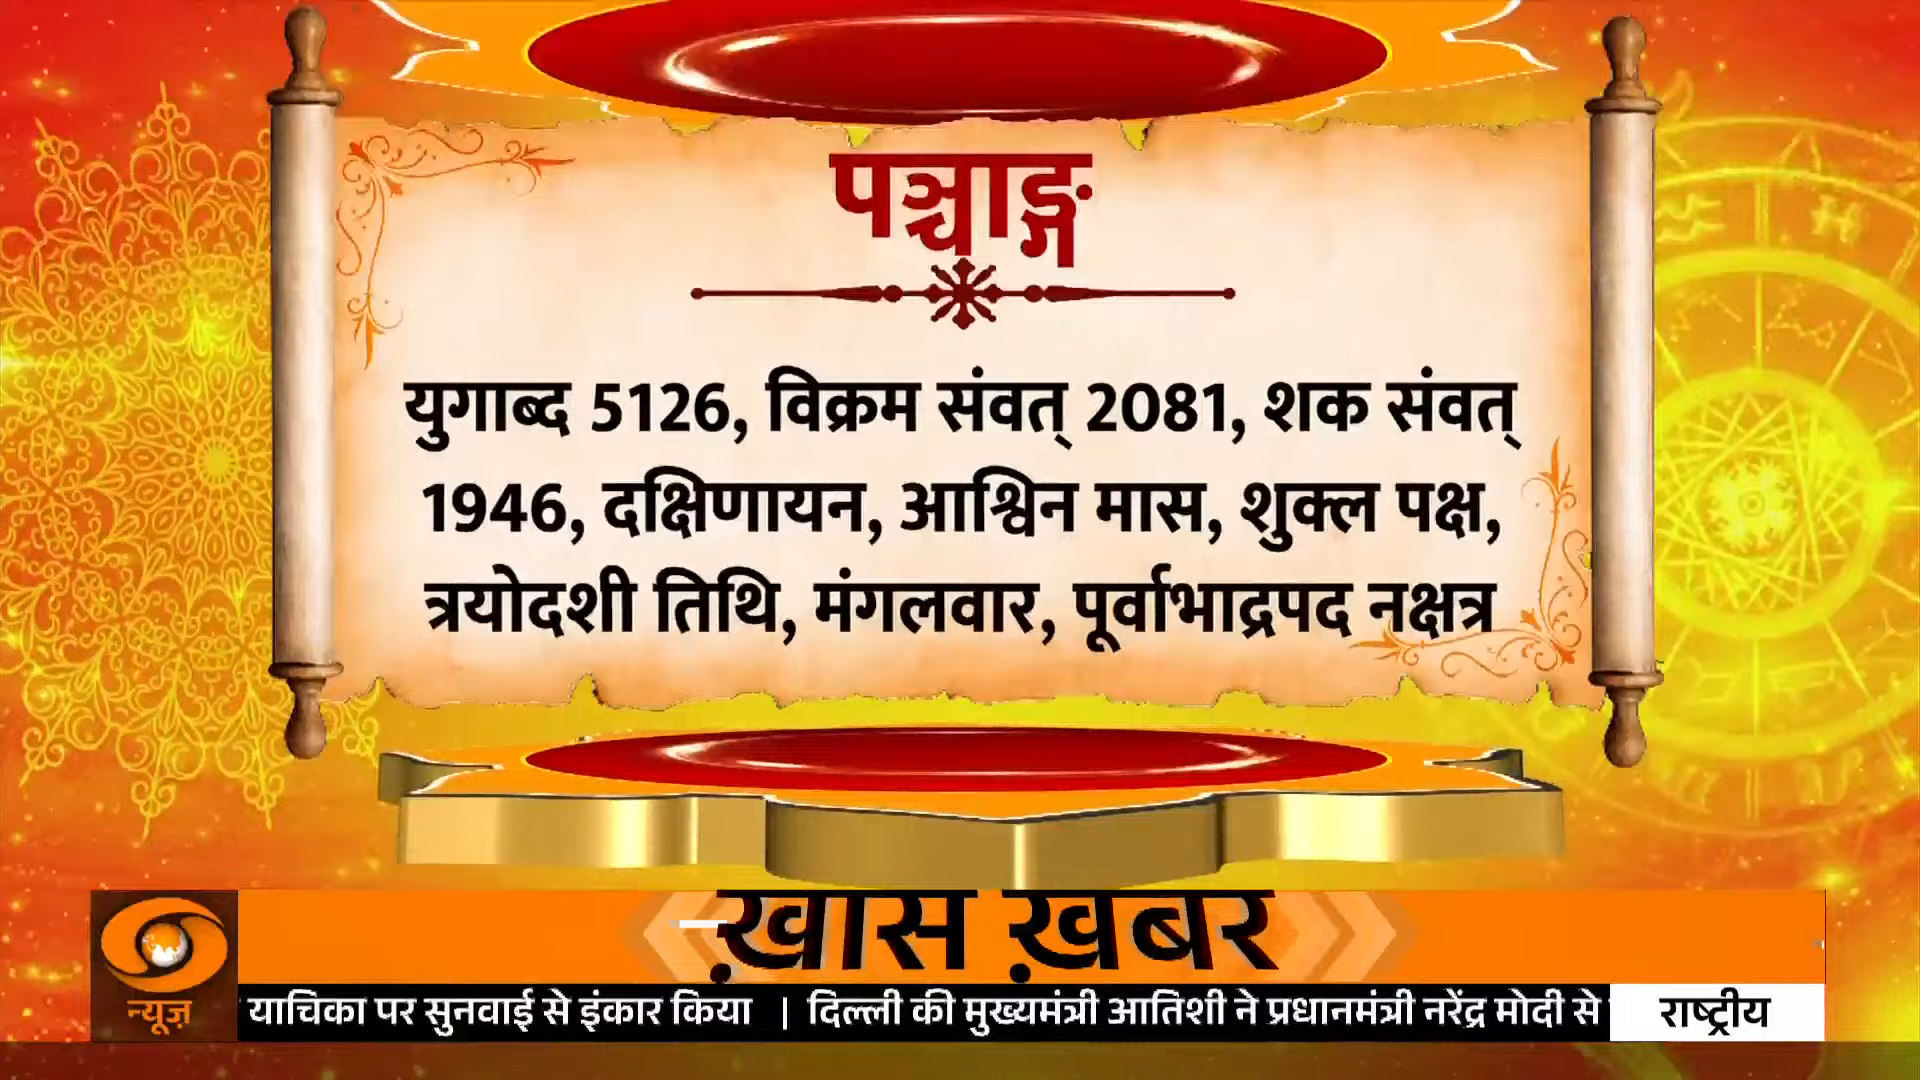 पञ्चाङ्ग
युगाब्द 5126, विक्रम संवत् 2081, शक संवत्
1946, दक्षिणायन, आश्विन मास, शुक्ल पक्ष,
त्रयोदशी तिथि, मंगलवार, पूर्वाभाद्रपद नक्षत्र
ख़ास ख़बर
न्यूज़
याचिका पर सुनवाई से इंकार किया | दिल्ली की मुख्यमंत्री आतिशी ने प्रधानमंत्री नरेंद्र मोदी से
राष्ट्रीय